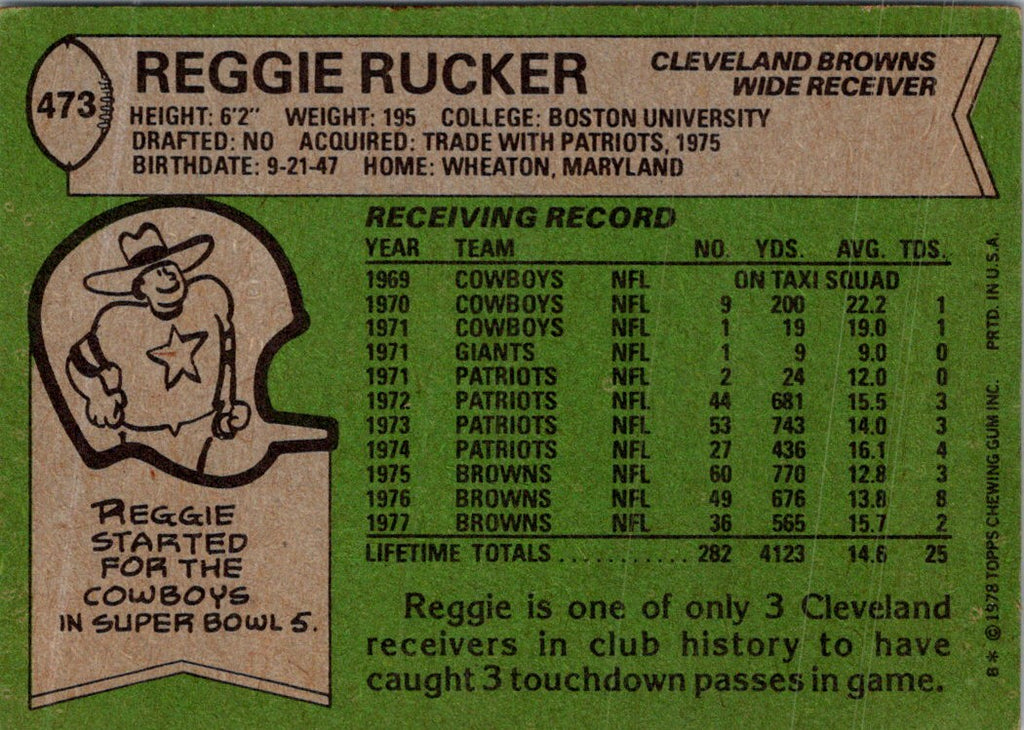 473
REGGIE RUCKER
CLEVELAND BROWNS
WIDE RECEIVER
HEIGHT: 6'2" WEIGHT: 195 COLLEGE: BOSTON UNIVERSITY
DRAFTED: NO ACQUIRED: TRADE WITH PATRIOTS, 1975
BIRTHDATE: 9-21-47 HOME: WHEATON, MARYLAND
RECEIVING RECORD
YEAR TEAM NO. YDS. AVG. TDS.
1969 COWBOYS NFL ON TAXI SQUAD
1970 COWBOYS NFL 9 200 22.2 1
1971 COWBOYS NFL 1 19 19.0 1
1971 GIANTS NFL 1 9 9.0 0
1971 PATRIOTS NFL 2 24 12.0 0
1972 PATRIOTS NFL 44 681 15.5 3
1973 PATRIOTS NFL 53 743 14.0 3
1974 PATRIOTS NFL 27 436 16.1 4
1975 BROWNS NFL 60 770 12.8 3
1976 BROWNS NFL 49 676 13.8 8
1977 BROWNS NFL 36 565 15.7 2
LIFETIME TOTALS ............ 282 4123 14.6 25
REGGIE
STARTED
FOR THE
COWBOYS
IN SUPER BOWL 5.
Reggie is one of only 3 Cleveland
receivers in club history to have
caught 3 touchdown passes in game.
B* © 1978 TOPPS CHEWING GUM INC. PRTD. IN U.S.A.